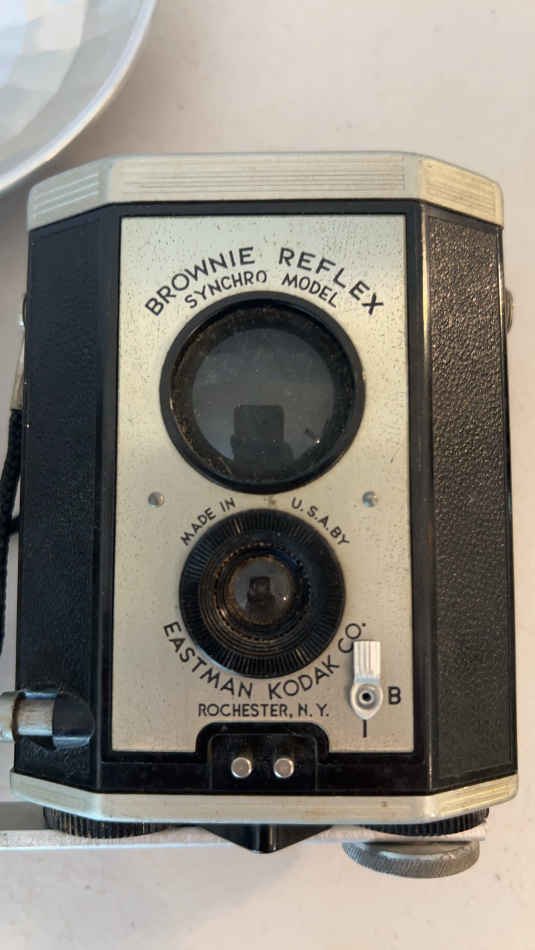 BROWNIE REFLEX
SYNCHRO MODEL
MADE IN U.S.A. BY
EASTMAN KODAK CO.
ROCHESTER, N.Y.
B
I